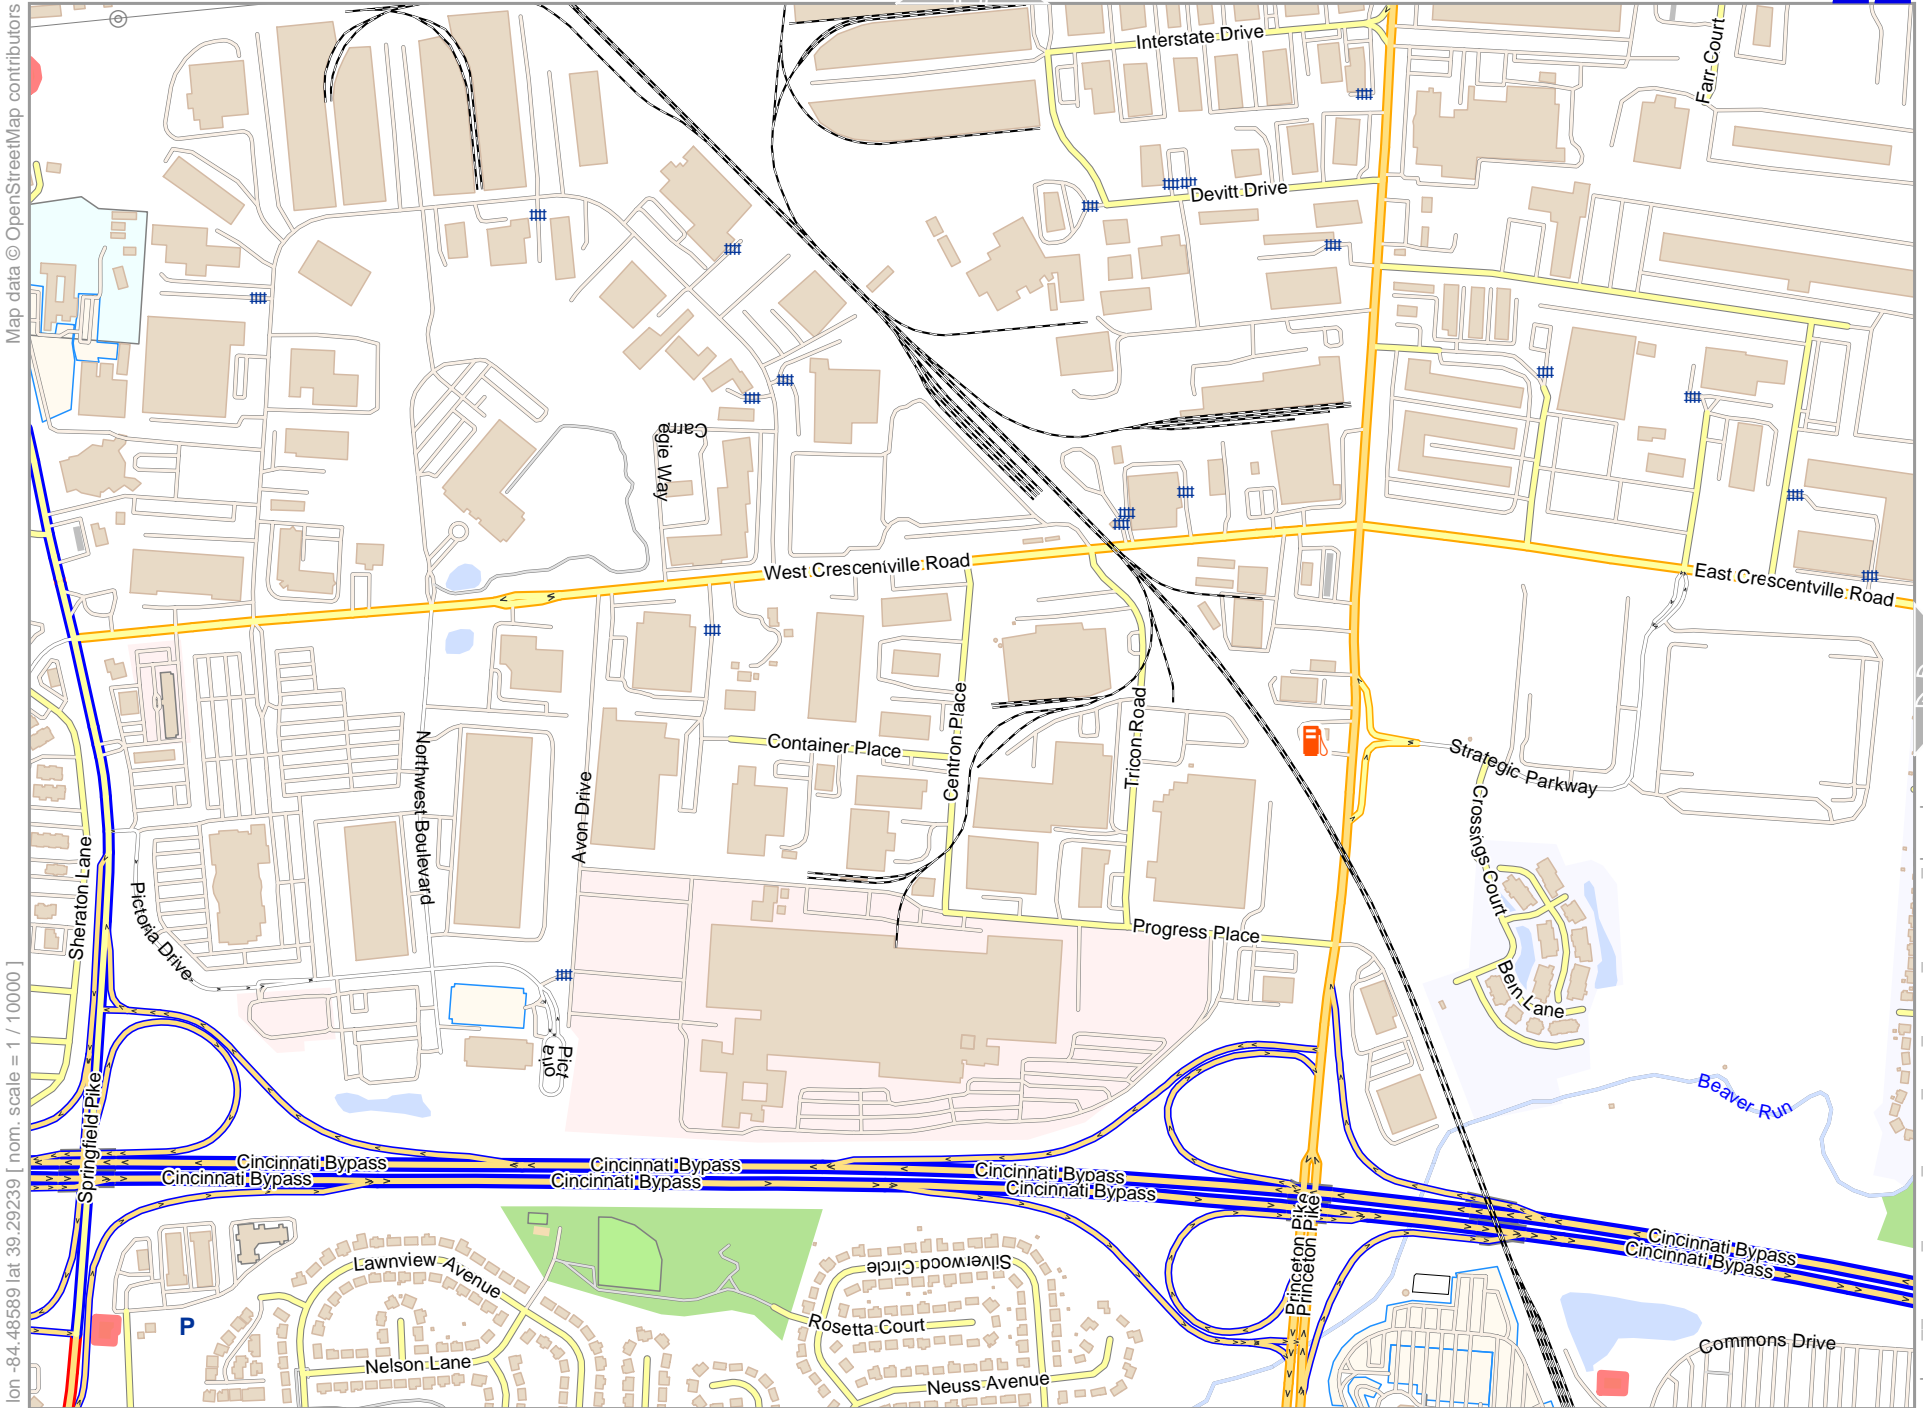 Map data © OpenStreetMap contributors
lon -84.48589 lat 39.29239 [ nom. scale = 1 / 10000 ]
Interstate Drive
Farr Court
Devitt Drive
Carnegie Way
West Crescentville Road
East Crescentville Road
Container Place
Centron Place
Tricon Road
Northwest Boulevard
Avon Drive
Strategic Parkway
Crossings Court
Sheraton Lane
Pictoria Drive
Progress Place
Bein Lane
Pict
oria
Beaver Run
Springfield Pike
Cincinnati Bypass
Cincinnati Bypass
Cincinnati Bypass
Cincinnati Bypass
Cincinnati Bypass
Cincinnati Bypass
Cincinnati Bypass
Cincinnati Bypass
Princeton Pike
Princeton Pike
Lawnview Avenue
Silverwood Circle
Rosetta Court
P
Nelson Lane
Neuss Avenue
Commons Drive